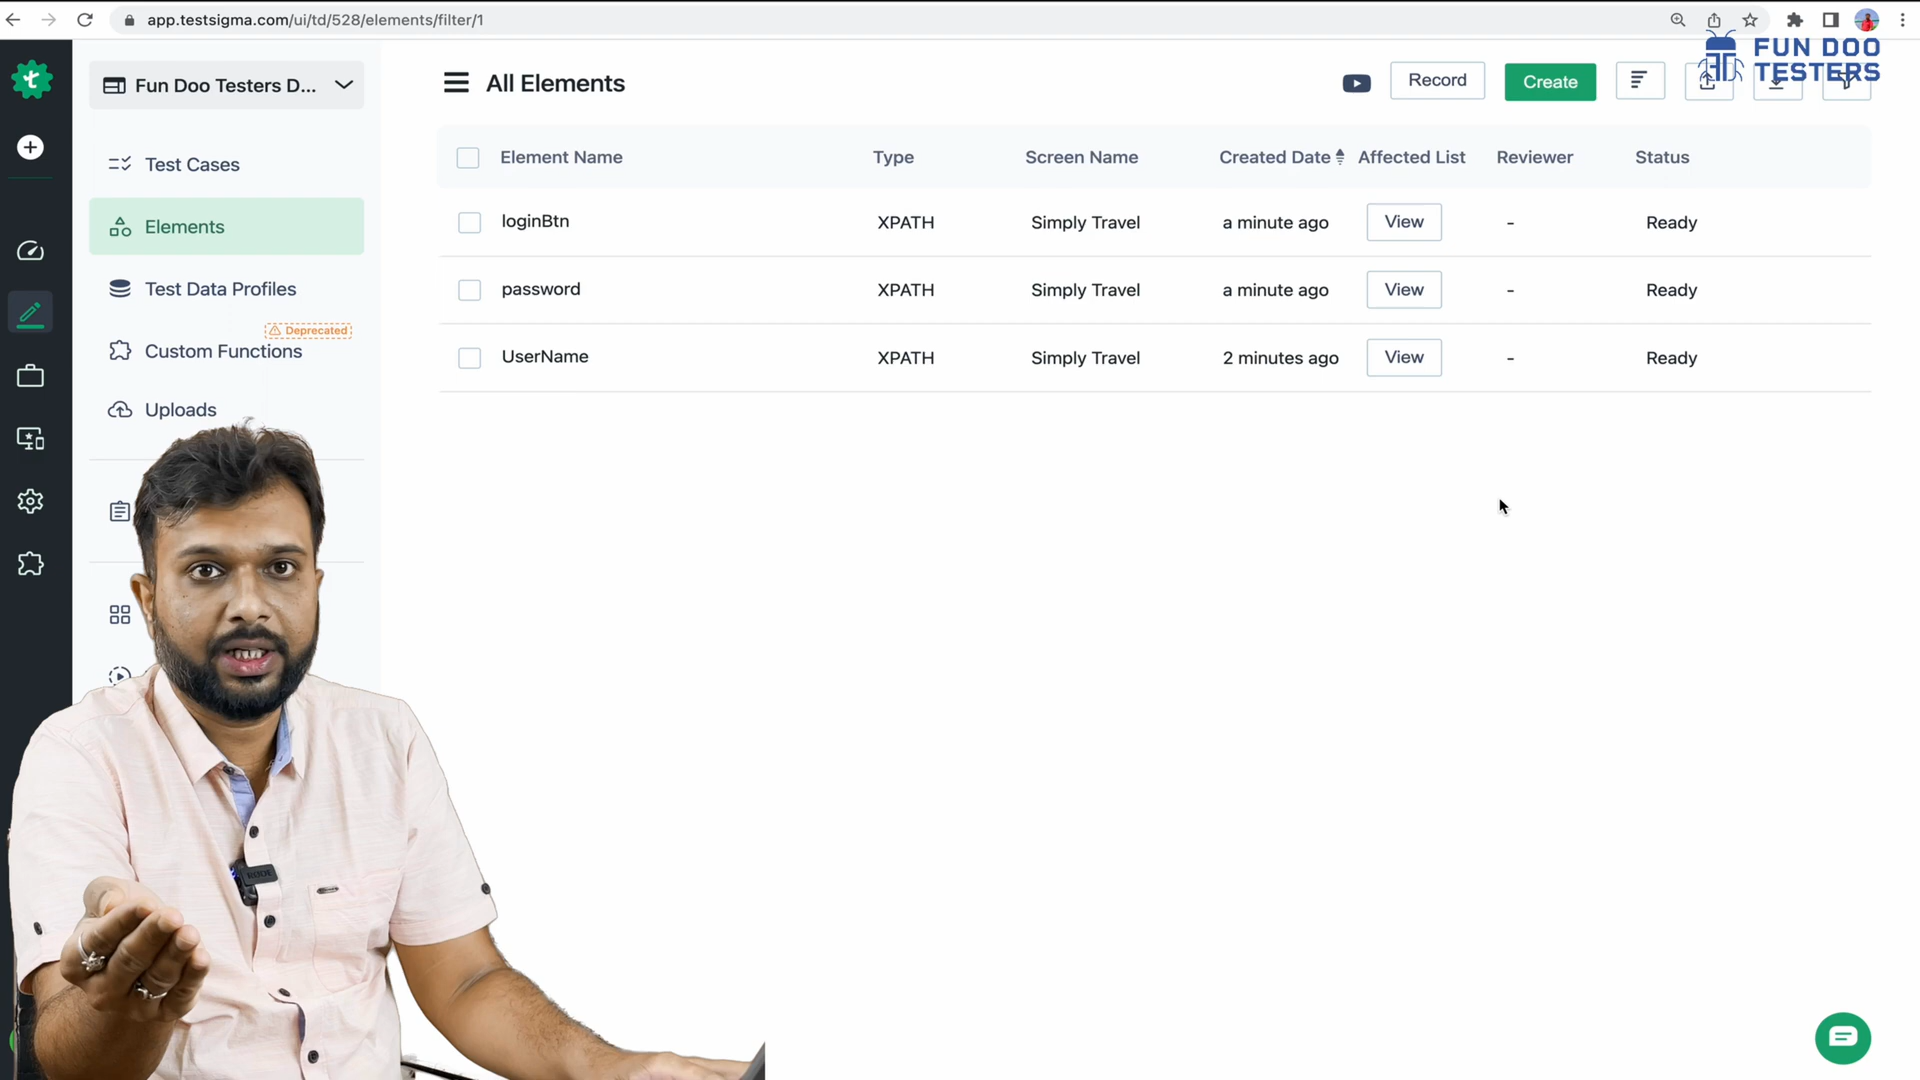 app.testsigma.com/ui/td/528/elements/filter/1
FUN DOO
TESTERS
Fun Doo Testers D...
All Elements
Record
Create
Test Cases
Elements
Test Data Profiles
Deprecated
Custom Functions
Uploads
Element Name Type Screen Name Created Date Affected List Reviewer Status
loginBtn XPATH Simply Travel a minute ago View - Ready
password XPATH Simply Travel a minute ago View - Ready
UserName XPATH Simply Travel 2 minutes ago View - Ready
RODE